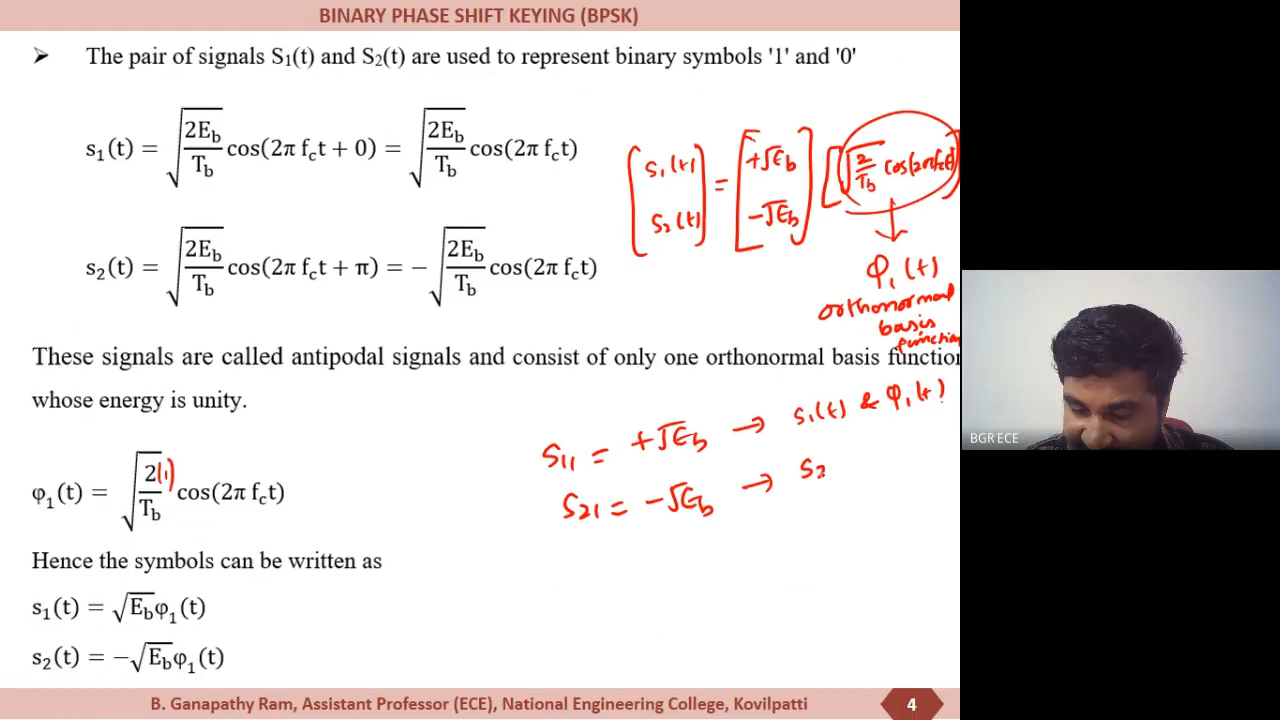 BINARY PHASE SHIFT KEYING (BPSK)
➤ The pair of signals S₁(t) and S₂(t) are used to represent binary symbols '1' and '0'
s₁(t) = √(2E_b/T_b) cos(2π f_c t + 0) = √(2E_b/T_b) cos(2π f_c t)
s₂(t) = √(2E_b/T_b) cos(2π f_c t + π) = −√(2E_b/T_b) cos(2π f_c t)
[s₁(t) s₂(t)] = [+√E_b −√E_b] [√(2/T_b) cos(2πf_ct)]
φ₁(t)
orthonormal
basis
function
These signals are called antipodal signals and consist of only one orthonormal basis function
whose energy is unity.
S₁₁ = +√E_b → s₁(t) & φ₁(t)
S₂₁ = −√E_b → s₂
φ₁(t) = √(2(1)/T_b) cos(2π f_c t)
Hence the symbols can be written as
s₁(t) = √E_b φ₁(t)
s₂(t) = −√E_b φ₁(t)
BGR ECE
B. Ganapathy Ram, Assistant Professor (ECE), National Engineering College, Kovilpatti
4